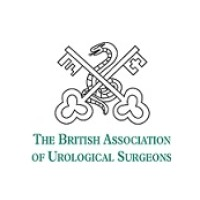 THE BRITISH ASSOCIATION
OF UROLOGICAL SURGEONS